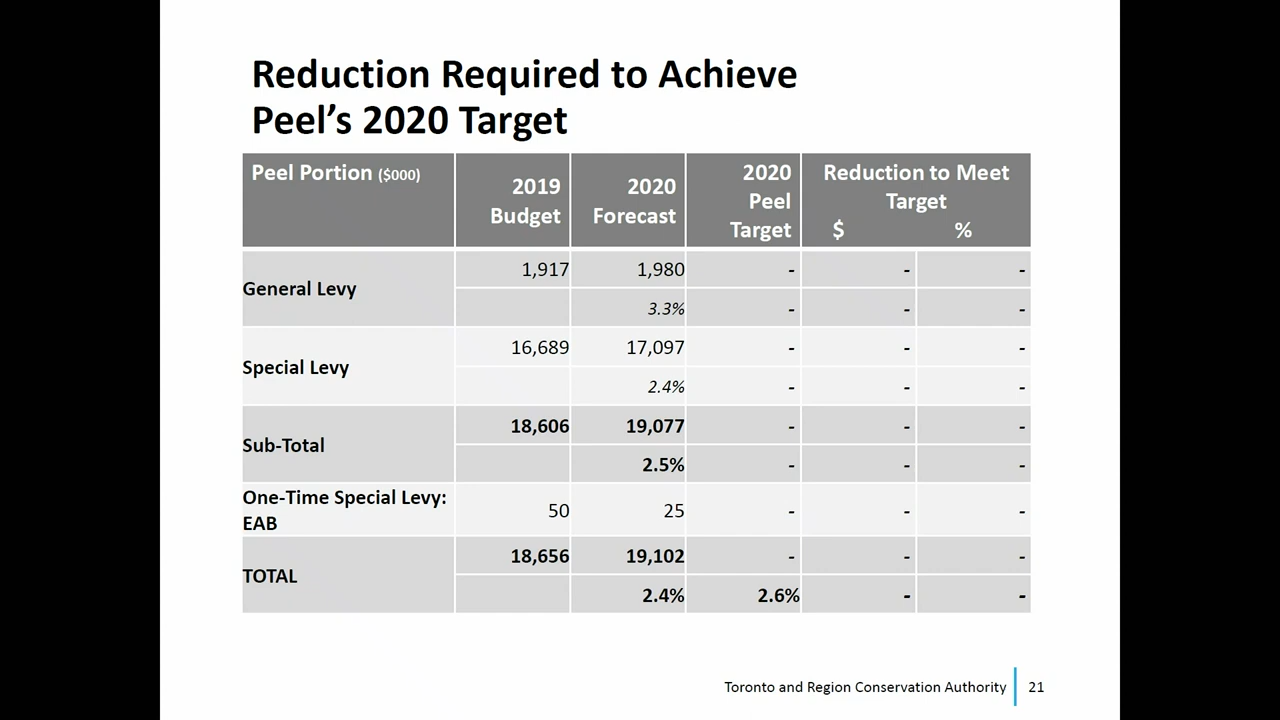 Reduction Required to Achieve
Peel’s 2020 Target
Peel Portion ($000) 2019 Budget 2020 Forecast 2020 Peel Target Reduction to Meet Target $ %
General Levy 1,917 1,980 - - -
3.3% - - -
Special Levy 16,689 17,097 - - -
2.4% - - -
Sub-Total 18,606 19,077 - - -
2.5% - - -
One-Time Special Levy: EAB 50 25 - - -
TOTAL 18,656 19,102 - - -
2.4% 2.6% - -
Toronto and Region Conservation Authority 21